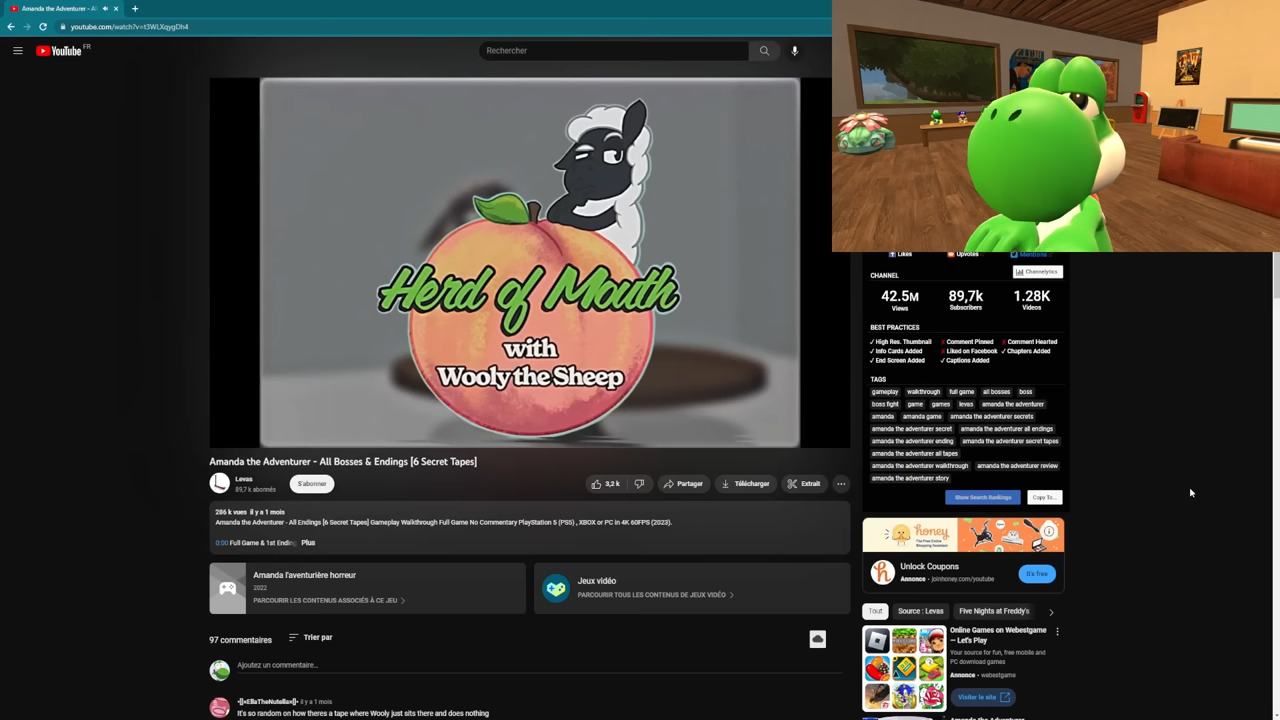 Amanda the Adventurer - Al
youtube.com/watch?v=t3WLXqygDh4
YouTube FR
Rechercher
Herd of Mouth
with
Wooly the Sheep
Likes
Upvotes
Mentions
Channelytics
CHANNEL
42.5M
89,7k
1.28K
Views
Subscribers
Videos
BEST PRACTICES
✓ High Res. Thumbnail
✗ Comment Pinned
✗ Comment Hearted
✓ Info Cards Added
✗ Liked on Facebook
✓ Chapters Added
✓ End Screen Added
✓ Captions Added
TAGS
gameplay walkthrough full game all bosses boss
boss fight game games levas amanda the adventurer
amanda amanda game amanda the adventurer secrets
amanda the adventurer secret amanda the adventurer all endings
amanda the adventurer ending amanda the adventurer secret tapes
amanda the adventurer all tapes
amanda the adventurer walkthrough amanda the adventurer review
amanda the adventurer story
Show Search Rankings
Copy To...
Amanda the Adventurer - All Bosses & Endings [6 Secret Tapes]
Levas
89,7 k abonnés
S'abonner
3,2 k
Partager
Télécharger
Extrait
286 k vues il y a 1 mois
Amanda the Adventurer - All Endings [6 Secret Tapes] Gameplay Walkthrough Full Game No Commentary PlayStation 5 (PS5) , XBOX or PC in 4K 60FPS (2023).
0:00 Full Game & 1st Ending Plus
Amanda l'aventurière horreur
2022
PARCOURIR LES CONTENUS ASSOCIÉS À CE JEU
Jeux vidéo
PARCOURIR TOUS LES CONTENUS DE JEUX VIDÉO
97 commentaires
Trier par
Ajoutez un commentaire...
•[[×EllaTheNutella×]]• il y a 1 mois
It's so random on how theres a tape where Wooly just sits there and does nothing
honey
Unlock Coupons
Annonce • joinhoney.com/youtube
It's free
Tout
Source : Levas
Five Nights at Freddy's
Online Games on Webestgame
— Let's Play
Your source for fun, free mobile and
PC download games
Annonce • webestgame
Visiter le site